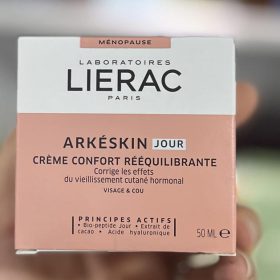 MÉNOPAUSE
LABORATOIRES
LIERAC
PARIS
ARKÉSKIN JOUR
CRÈME CONFORT RÉÉQUILIBRANTE
Corrige les effets
du vieillissement cutané hormonal
VISAGE & COU
PRINCIPES ACTIFS
• Bio-peptide Jour • Extrait de
cacao • Acide hyaluronique
50 ML e